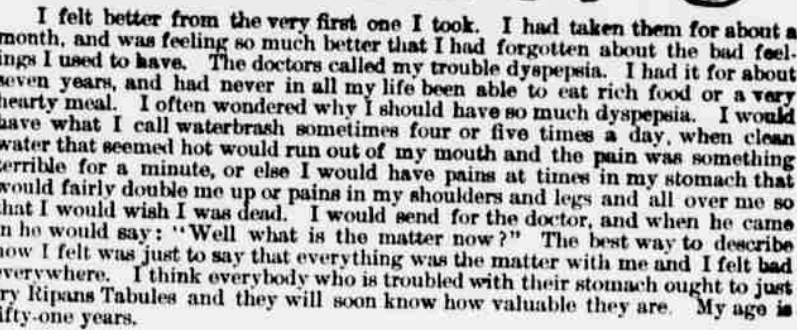 I felt better from the very first one I took. I had taken them for about a
month, and was feeling so much better that I had forgotten about the bad feel-
ings I used to have. The doctors called my trouble dyspepsia. I had it for about
seven years, and had never in all my life been able to eat rich food or a very
hearty meal. I often wondered why I should have so much dyspepsia. I would
have what I call waterbrash sometimes four or five times a day, when clean
water that seemed hot would run out of my mouth and the pain was something
terrible for a minute, or else I would have pains at times in my stomach that
would fairly double me up or pains in my shoulders and legs and all over me so
that I would wish I was dead. I would send for the doctor, and when he came
in he would say: "Well what is the matter now?" The best way to describe
how I felt was just to say that everything was the matter with me and I felt bad
everywhere. I think everybody who is troubled with their stomach ought to just
try Ripans Tabules and they will soon know how valuable they are. My age is
fifty-one years.